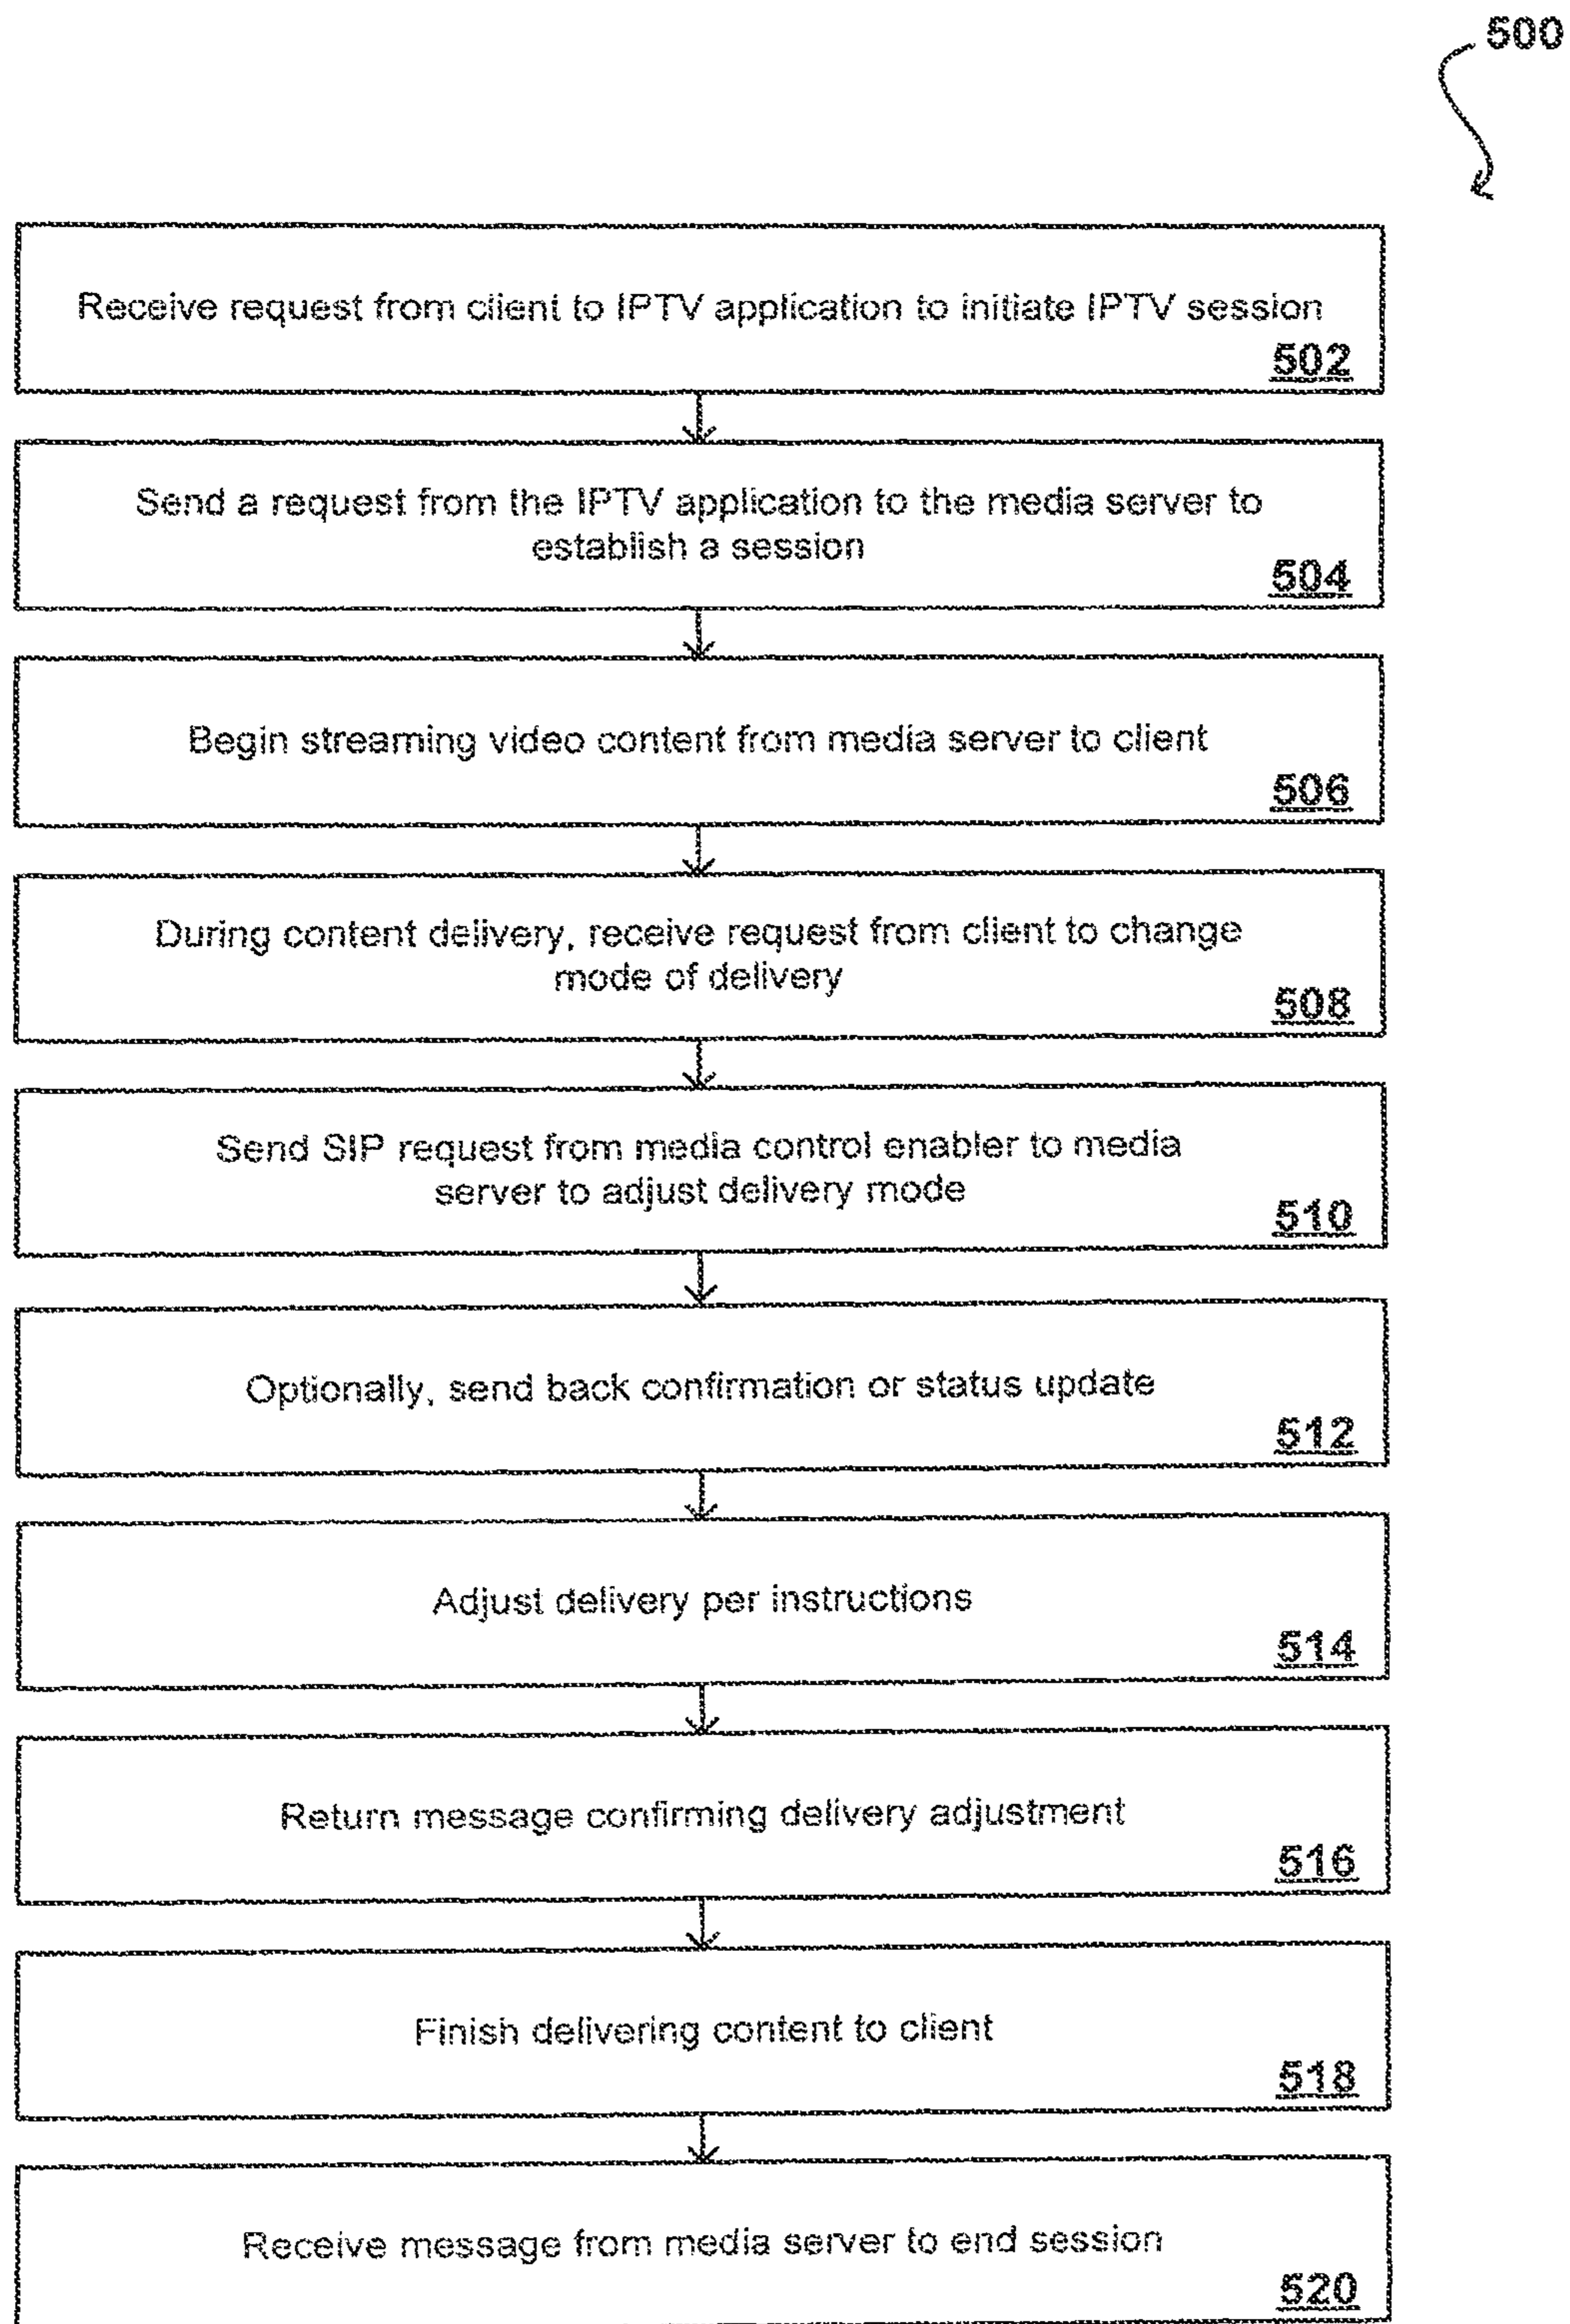 500
Receive request from client to IPTV application to initiate IPTV session
502
Send a request from the IPTV application to the media server to
establish a session
504
Begin streaming video content from media server to client
506
During content delivery, receive request from client to change
mode of delivery
508
Send SIP request from media control enabler to media
server to adjust delivery mode
510
Optionally, send back confirmation or status update
512
Adjust delivery per instructions
514
Return message confirming delivery adjustment
516
Finish delivering content to client
518
Receive message from media server to end session
520